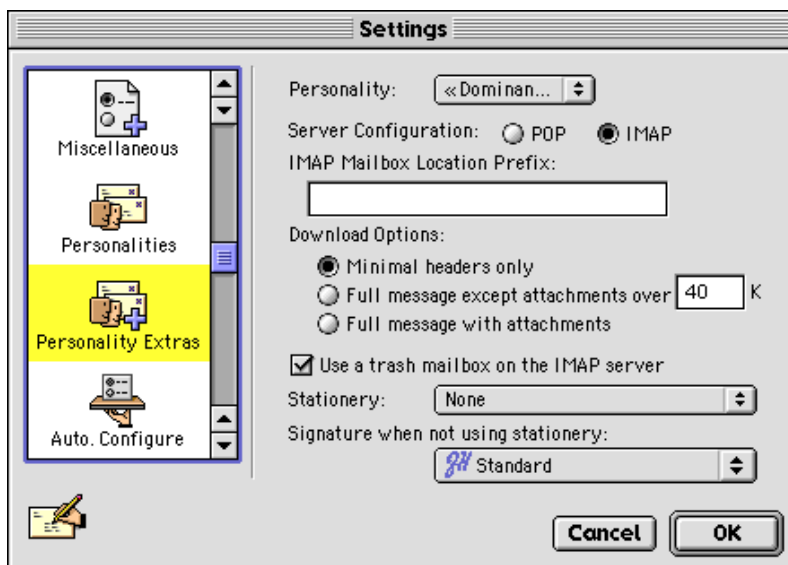 Settings
Miscellaneous
Personalities
Personality Extras
Auto. Configure
Personality: «Dominan...
Server Configuration: POP IMAP
IMAP Mailbox Location Prefix:
Download Options:
Minimal headers only
Full message except attachments over 40 K
Full message with attachments
Use a trash mailbox on the IMAP server
Stationery: None
Signature when not using stationery:
JH Standard
Cancel OK